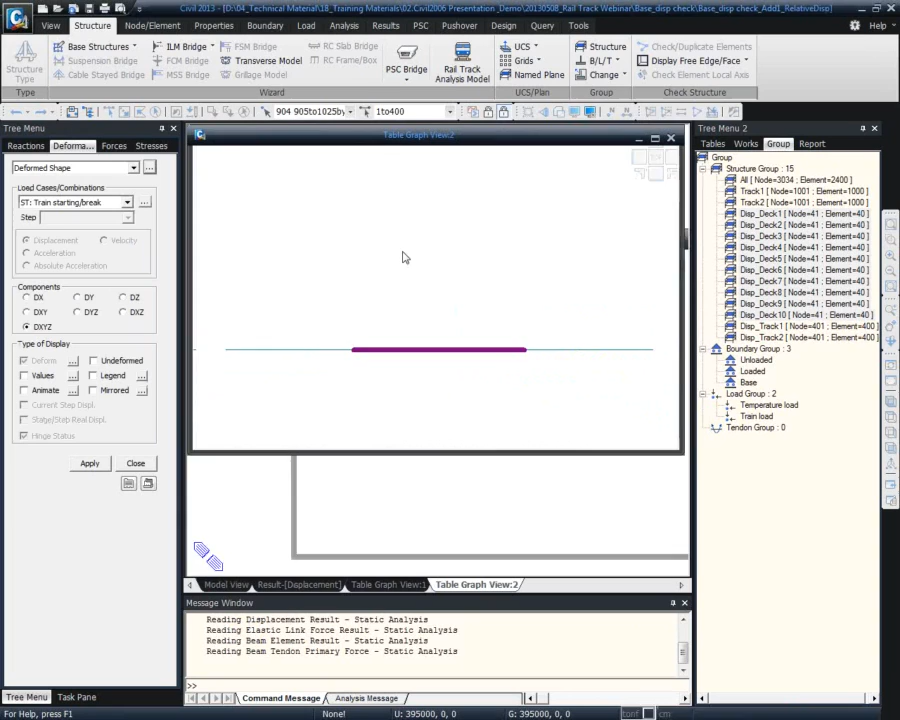 Civil 2013 - [D:\04_Technical Material\18_Training Materials\02.Civil2006 Presentation_Demo\20130508_Rail Track Webinar\Base_disp check\Base_disp check_Add1_RelativeDisp]
View Structure Node/Element Properties Boundary Load Analysis Results PSC Pushover Design Query Tools Help
Structure Type
Base Structures
Suspension Bridge
Cable Stayed Bridge
ILM Bridge
FCM Bridge
MSS Bridge
FSM Bridge
Transverse Model
Grillage Model
RC Slab Bridge
RC Frame/Box
PSC Bridge
Rail Track Analysis Model
UCS
Grids
Named Plane
Structure
B/L/T
Change
Check/Duplicate Elements
Display Free Edge/Face
Check Element Local Axis
Type Wizard UCS/Plan Group Check Structure
904 905to1025by 1to400
Tree Menu
Reactions Deforma... Forces Stresses
Deformed Shape ...
Load Cases/Combinations
ST: Train starting/break ...
Step
Displacement Velocity
Acceleration
Absolute Acceleration
Components
DX DY DZ
DXY DYZ DXZ
DXYZ
Type of Display
Deform ... Undeformed
Values ... Legend ...
Animate ... Mirrored ...
Current Step Displ.
Stage/Step Real Displ.
Hinge Status
Apply Close
Tree Menu Task Pane
Table Graph View:2
Model View Result-[Displacement] Table Graph View:1 Table Graph View:2
Message Window
Reading Displacement Result - Static Analysis
Reading Elastic Link Force Result - Static Analysis
Reading Beam Element Result - Static Analysis
Reading Beam Tendon Primary Force - Static Analysis
>>
Command Message Analysis Message
Tree Menu 2
Tables Works Group Report
Group
Structure Group : 15
All [ Node=3034 ; Element=2400 ]
Track1 [ Node=1001 ; Element=1000 ]
Track2 [ Node=1001 ; Element=1000 ]
Disp_Deck1 [ Node=41 ; Element=40 ]
Disp_Deck2 [ Node=41 ; Element=40 ]
Disp_Deck3 [ Node=41 ; Element=40 ]
Disp_Deck4 [ Node=41 ; Element=40 ]
Disp_Deck5 [ Node=41 ; Element=40 ]
Disp_Deck6 [ Node=41 ; Element=40 ]
Disp_Deck7 [ Node=41 ; Element=40 ]
Disp_Deck8 [ Node=41 ; Element=40 ]
Disp_Deck9 [ Node=41 ; Element=40 ]
Disp_Deck10 [ Node=41 ; Element=40 ]
Disp_Track1 [ Node=401 ; Element=400 ]
Disp_Track2 [ Node=401 ; Element=400 ]
Boundary Group : 3
Unloaded
Loaded
Base
Load Group : 2
Temperature load
Train load
Tendon Group : 0
For Help, press F1 None! U: 395000, 0, 0 G: 395000, 0, 0 tonf cm